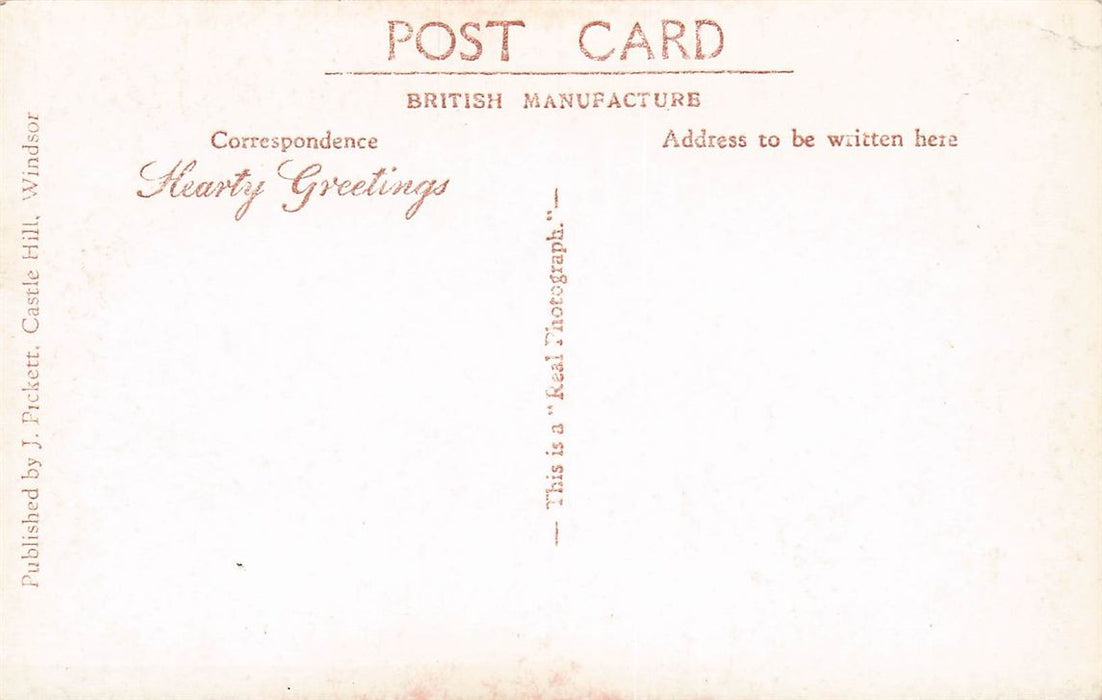 POST CARD
BRITISH MANUFACTURE
Correspondence
Address to be written here
Hearty Greetings
— This is a "Real Photograph." —
Published by J. Pickett, Castle Hill, Windsor